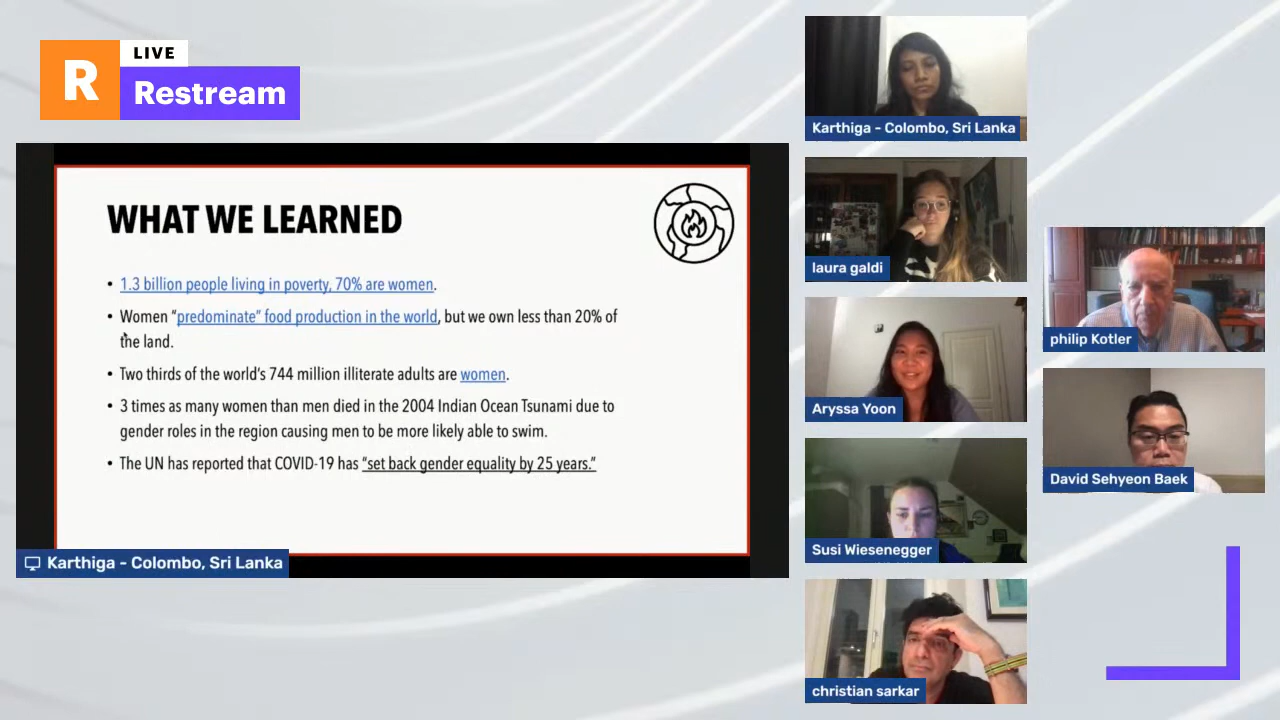 R
LIVE
Restream
WHAT WE LEARNED
• 1.3 billion people living in poverty, 70% are women.
• Women “predominate” food production in the world, but we own less than 20% of
the land.
• Two thirds of the world’s 744 million illiterate adults are women.
• 3 times as many women than men died in the 2004 Indian Ocean Tsunami due to
gender roles in the region causing men to be more likely able to swim.
• The UN has reported that COVID-19 has “set back gender equality by 25 years.”
Karthiga - Colombo, Sri Lanka
Karthiga - Colombo, Sri Lanka
laura galdi
Aryssa Yoon
Susi Wiesenegger
christian sarkar
philip Kotler
David Sehyeon Baek